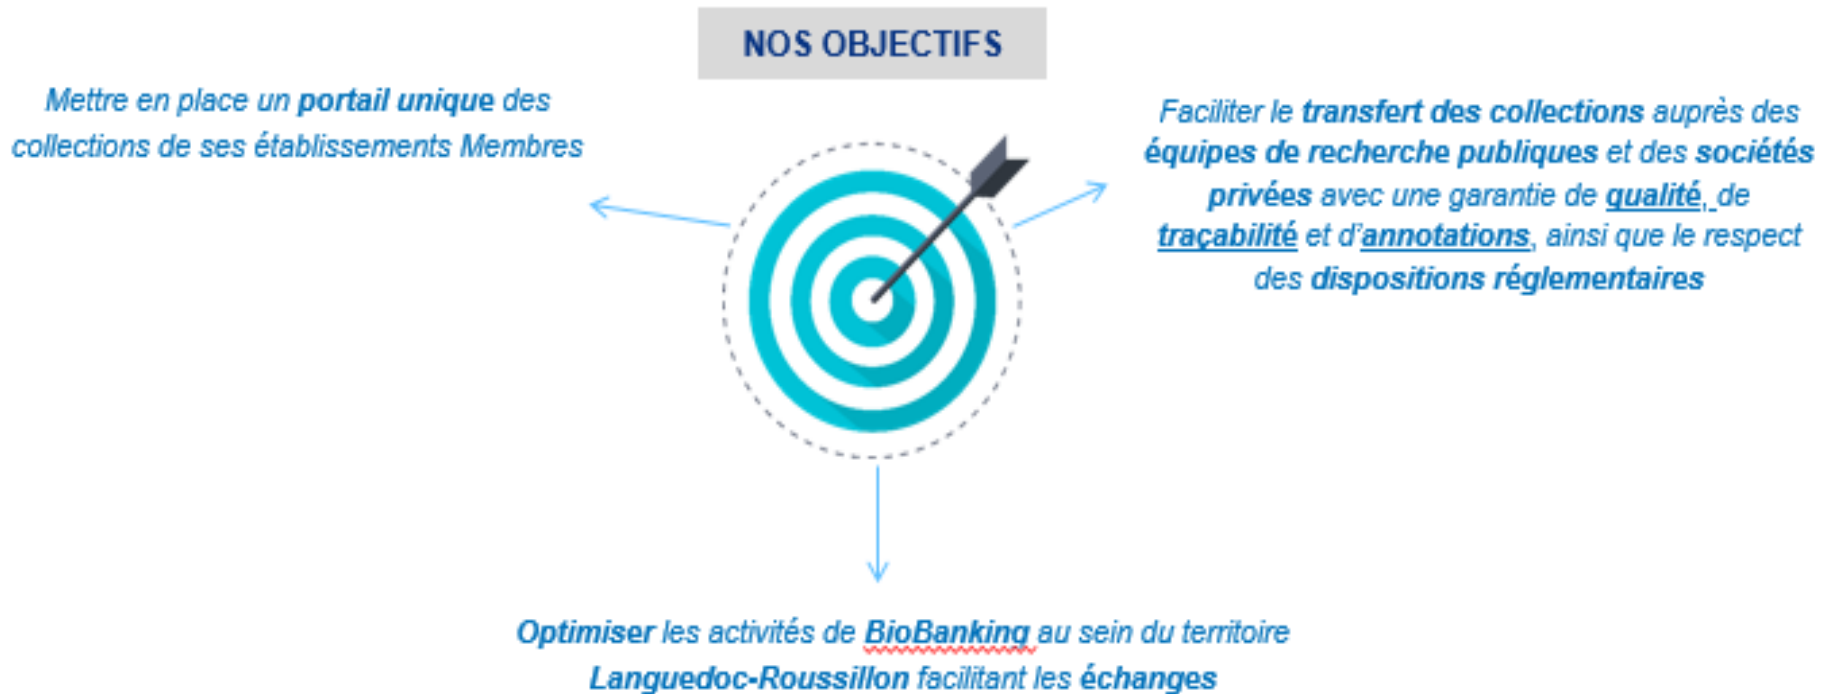 NOS OBJECTIFS
Mettre en place un portail unique des
collections de ses établissements Membres
Faciliter le transfert des collections auprès des
équipes de recherche publiques et des sociétés
privées avec une garantie de qualité, de
traçabilité et d'annotations, ainsi que le respect
des dispositions réglementaires
Optimiser les activités de BioBanking au sein du territoire
Languedoc-Roussillon facilitant les échanges